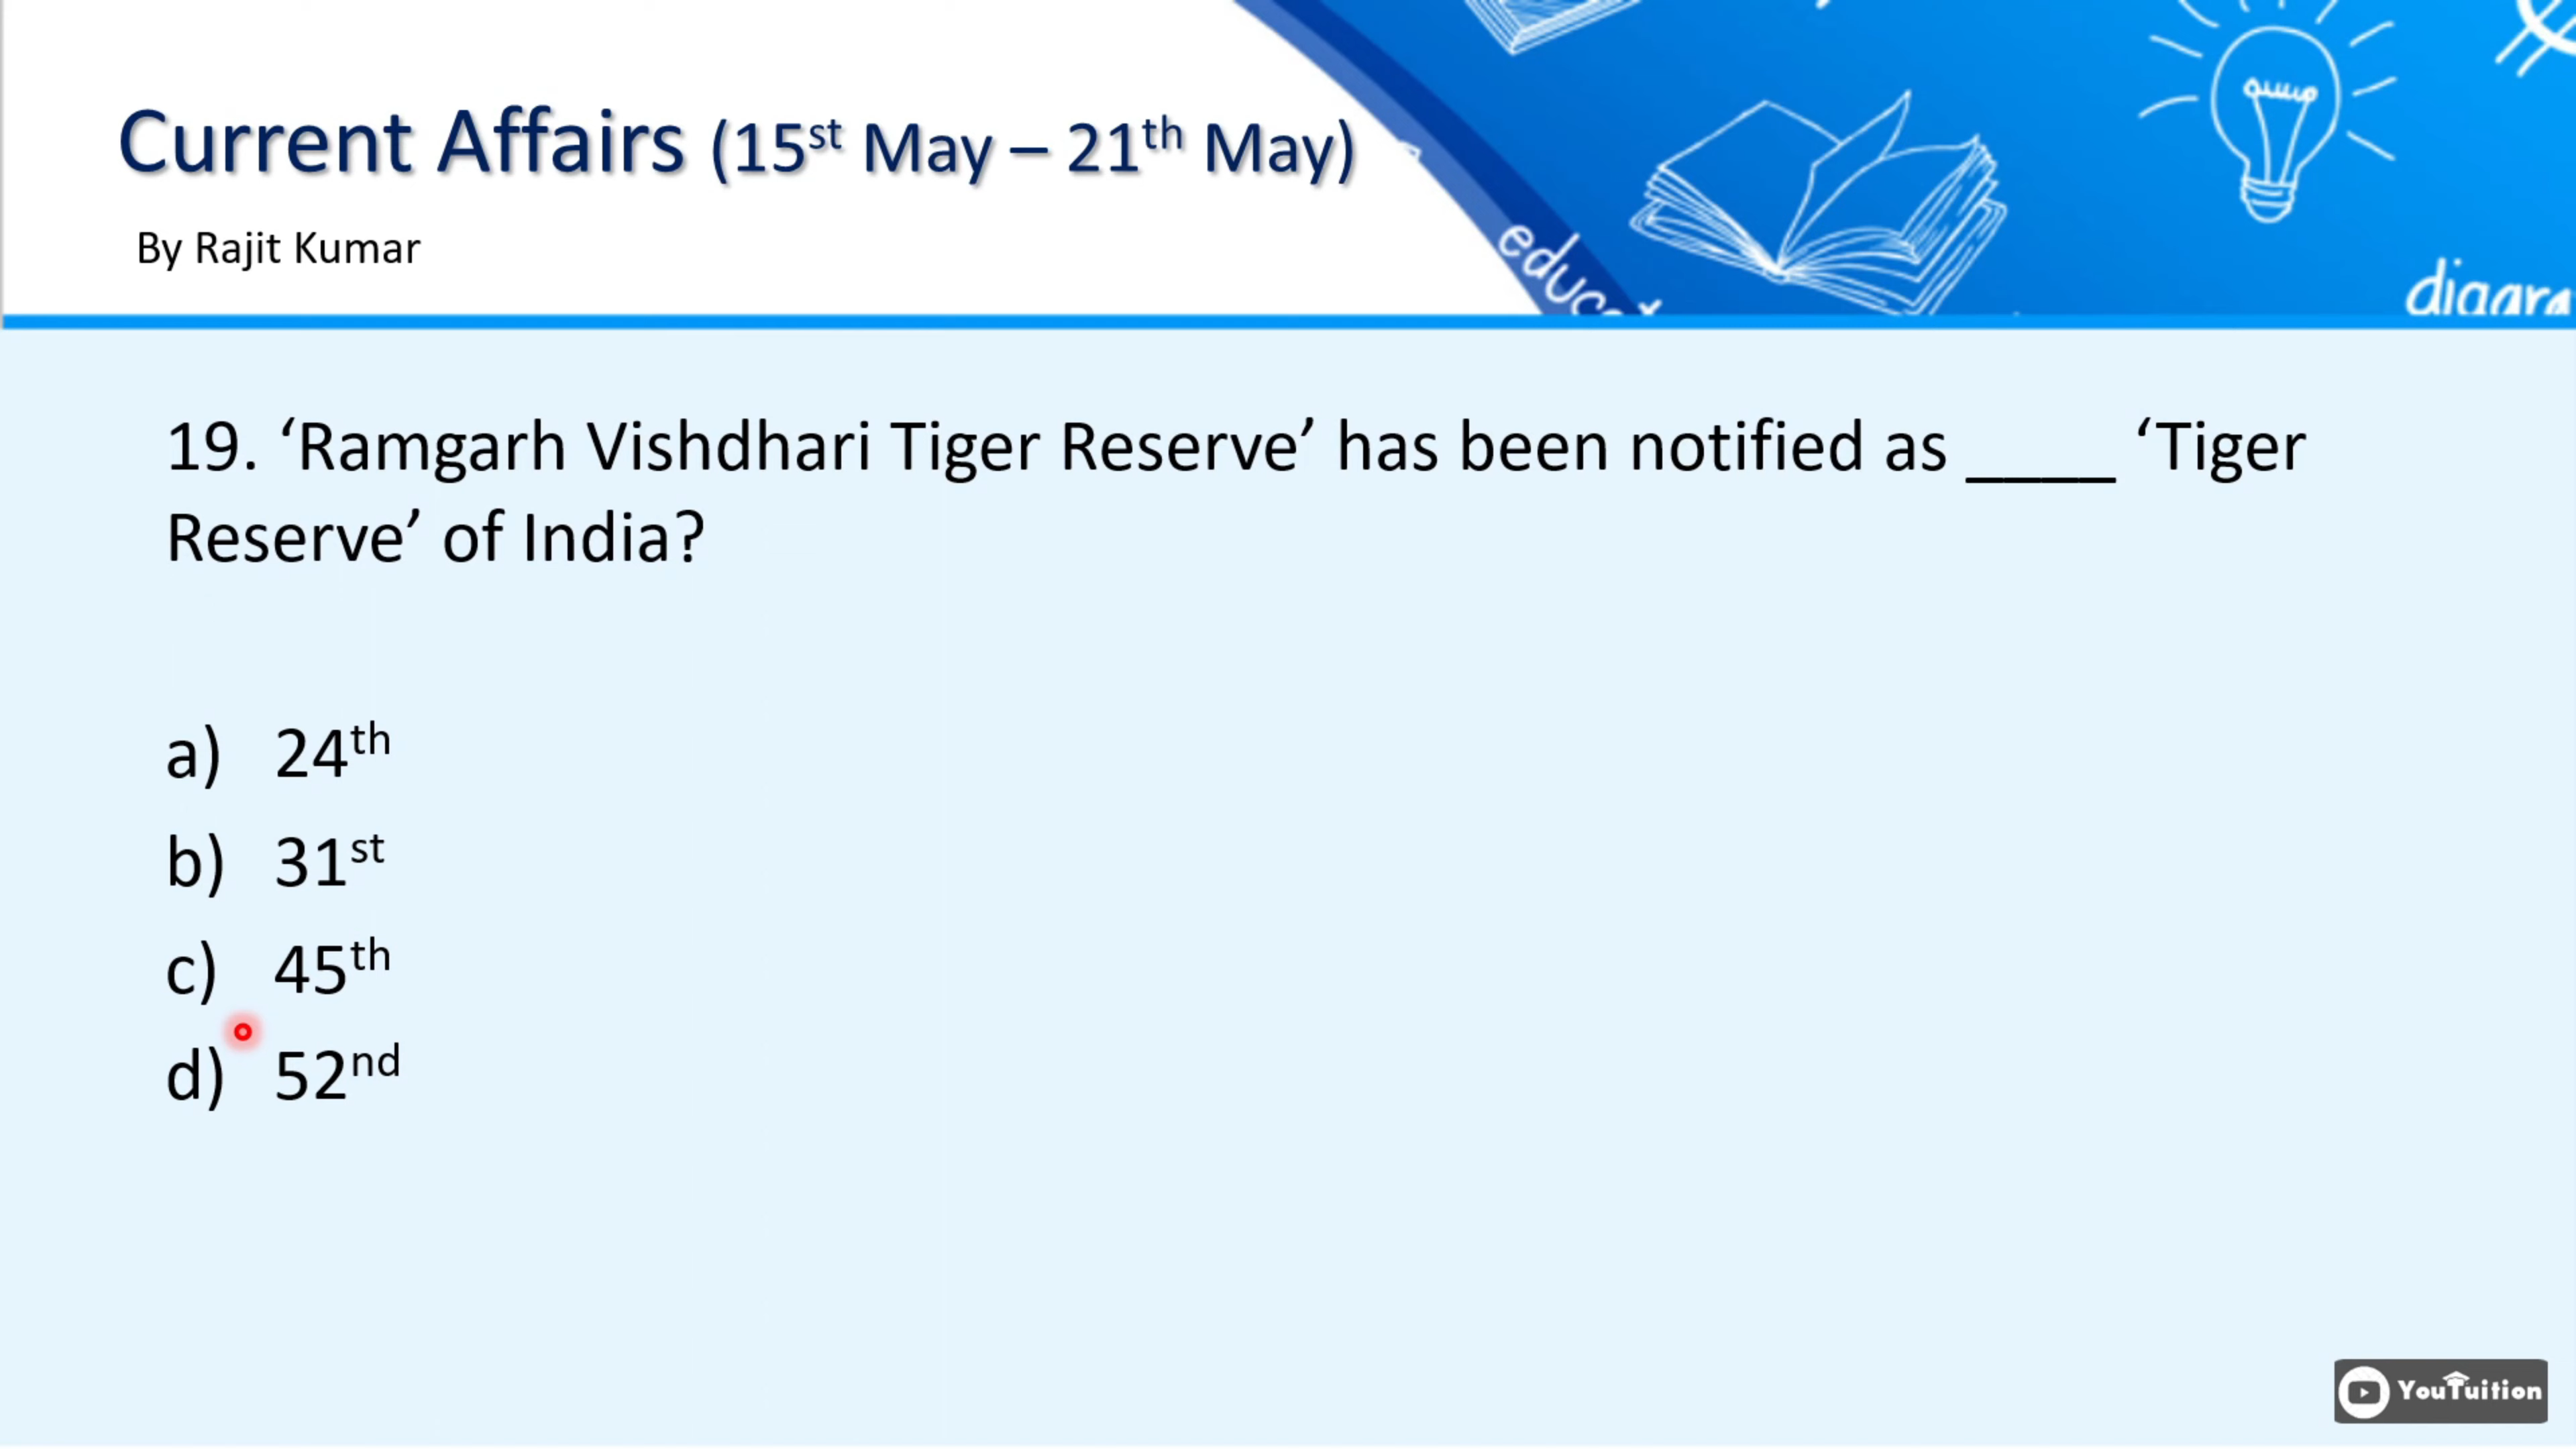 Current Affairs (15st May – 21th May)
By Rajit Kumar
educat
diagra
19. ‘Ramgarh Vishdhari Tiger Reserve’ has been notified as ____ ‘Tiger
Reserve’ of India?
a) 24th
b) 31st
c) 45th
d) 52nd
YouTuition